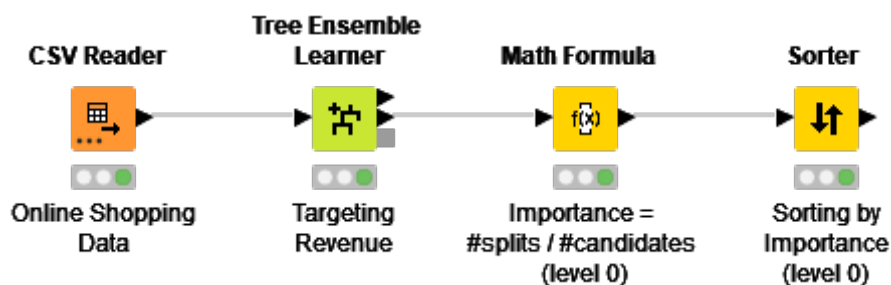 CSV Reader
Tree Ensemble
Learner
Math Formula
Sorter
f(x)
Online Shopping
Data
Targeting
Revenue
Importance =
#splits / #candidates
(level 0)
Sorting by
Importance
(level 0)